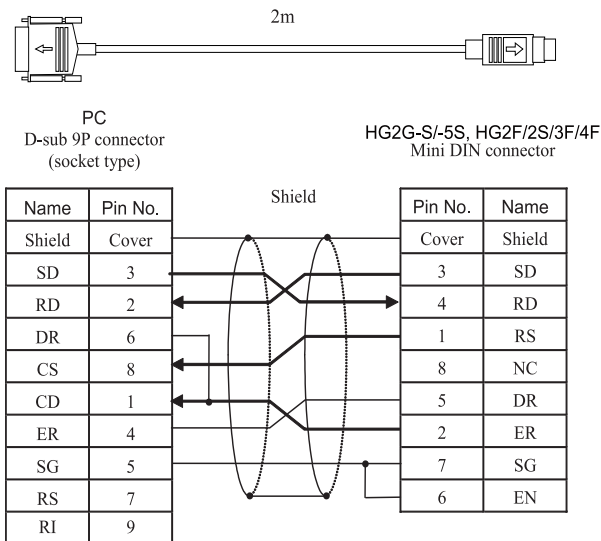 2m
PC
D-sub 9P connector
(socket type)
HG2G-S/-5S, HG2F/2S/3F/4F
Mini DIN connector
Shield
Name Pin No.
Shield Cover
SD 3
RD 2
DR 6
CS 8
CD 1
ER 4
SG 5
RS 7
RI 9
Pin No. Name
Cover Shield
3 SD
4 RD
1 RS
8 NC
5 DR
2 ER
7 SG
6 EN